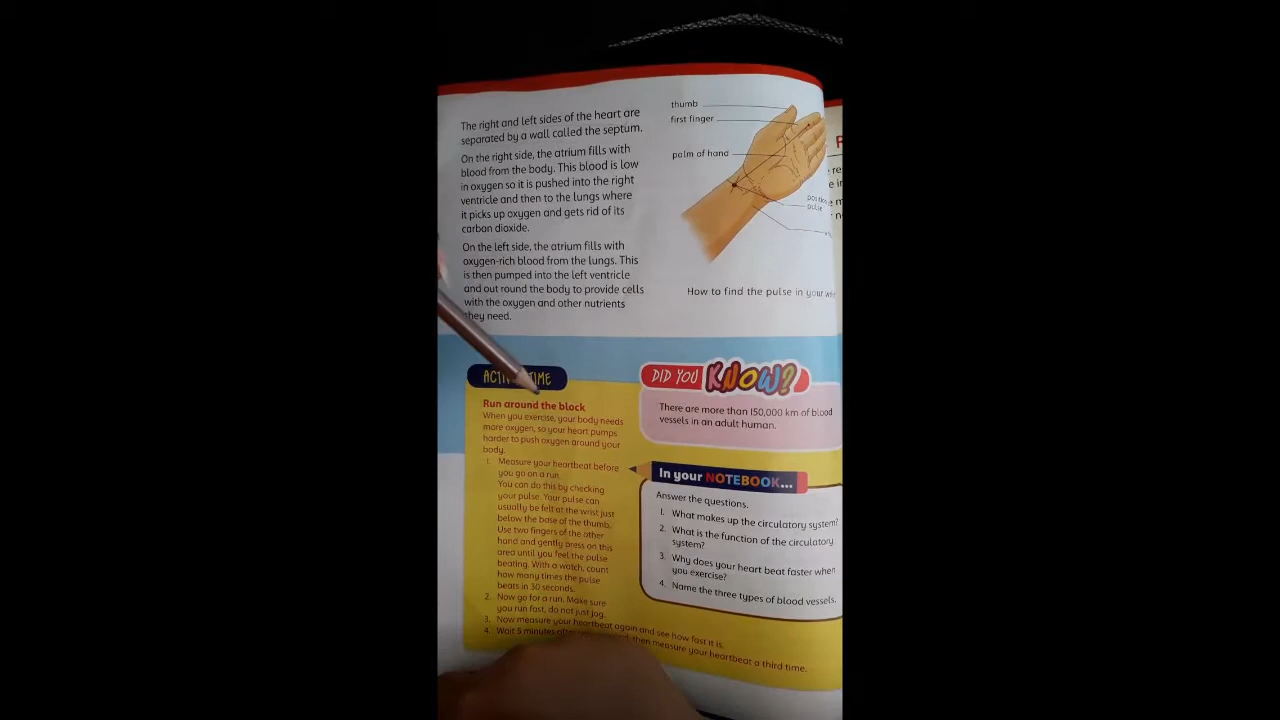 The right and left sides of the heart are
separated by a wall called the septum.
On the right side, the atrium fills with
blood from the body. This blood is low
in oxygen so it is pushed into the right
ventricle and then to the lungs where
it picks up oxygen and gets rid of its
carbon dioxide.
On the left side, the atrium fills with
oxygen-rich blood from the lungs. This
is then pumped into the left ventricle
and out round the body to provide cells
with the oxygen and other nutrients
they need.
thumb
first finger
palm of hand
pulse
How to find the pulse in your
TIME
Run around the block
When you exercise, your body needs
more oxygen, so your heart pumps
harder to push oxygen around your
body.
1. Measure your heartbeat before
you go on a run.
You can do this by checking
your pulse. Your pulse can
usually be felt at the wrist just
below the base of the thumb.
Use two fingers of the other
hand and gently press on this
area until you feel the pulse
beating. With a watch, count
how many times the pulse
beats in 30 seconds.
2. Now go for a run. Make sure
you run fast, do not just jog.
3. Now measure your heartbeat again and see how fast it is.
4. Wait 5 minutes then measure your heartbeat a third time.
DID YOU KNOW?
There are more than 150,000 km of blood
vessels in an adult human.
In your NOTEBOOK...
Answer the questions.
1. What makes up the circulatory system?
2. What is the function of the circulatory
system?
3. Why does your heart beat faster when
you exercise?
4. Name the three types of blood vessels.